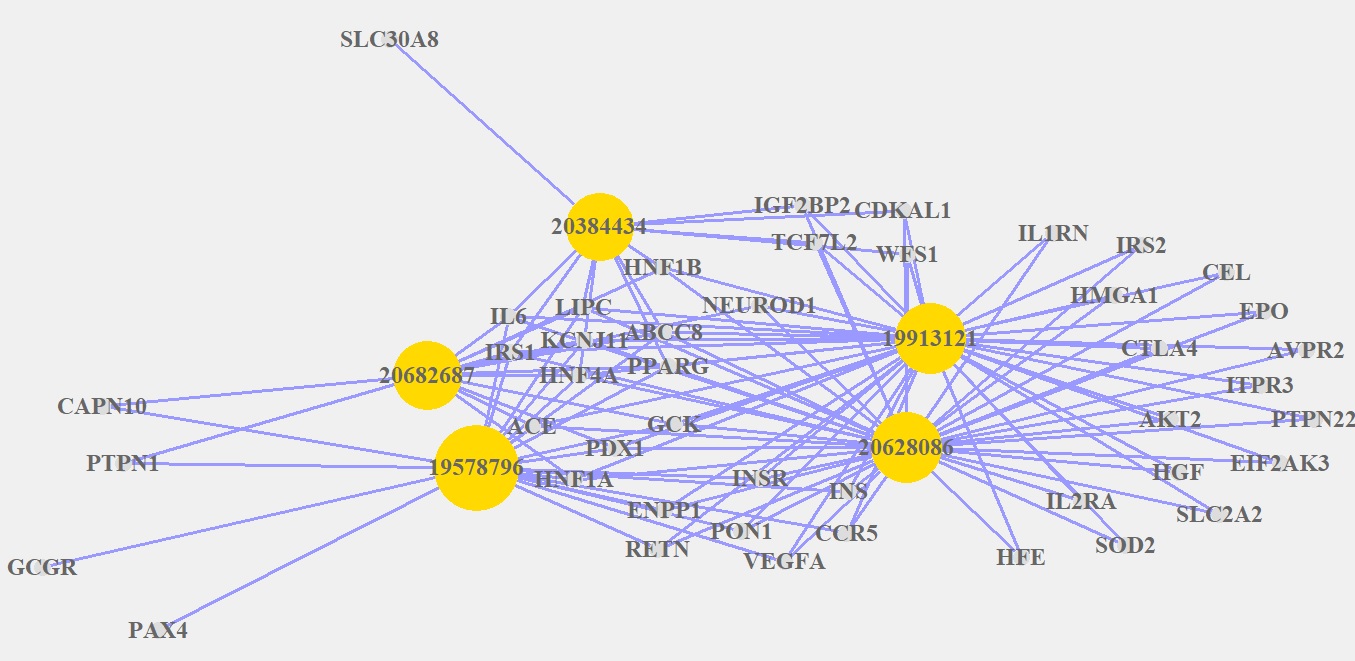 SLC30A8
IGF2BP2
CDKAL1
20384434
TCF7L2
WFS1
IL1RN
IRS2
HNF1B
CEL
HMGA1
NEUROD1
LIPC
IL6
EPO
ABCC8
KCNJ11
19913121
IRS1
CTLA4
AVPR2
PPARG
20682687
HNF4A
ITPR3
CAPN10
AKT2
PTPN22
ACE
GCK
PDX1
20628086
PTPN1
19578796
EIF2AK3
HGF
HNF1A
INSR
INS
IL2RA
ENPP1
SLC2A2
PON1
CCR5
RETN
SOD2
VEGFA
HFE
GCGR
PAX4